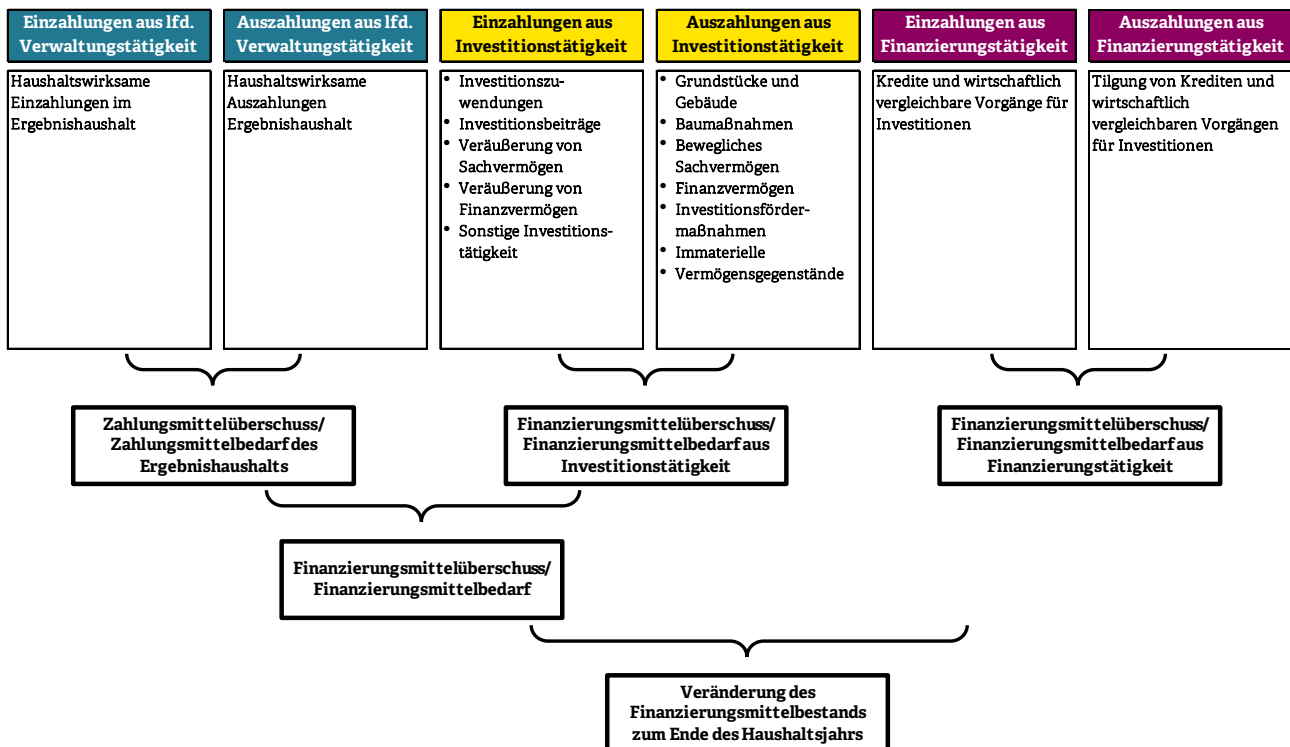 Einzahlungen aus lfd.
Verwaltungstätigkeit
Haushaltswirksame
Einzahlungen im
Ergebnishaushalt
Auszahlungen aus lfd.
Verwaltungstätigkeit
Haushaltswirksame
Auszahlungen
Ergebnishaushalt
Einzahlungen aus
Investitionstätigkeit
• Investitionszu-
wendungen
• Investitionsbeiträge
• Veräußerung von
Sachvermögen
• Veräußerung von
Finanzvermögen
• Sonstige Investitions-
tätigkeit
Auszahlungen aus
Investitionstätigkeit
• Grundstücke und
Gebäude
• Baumaßnahmen
• Bewegliches
Sachvermögen
• Finanzvermögen
• Investitionsförder-
maßnahmen
• Immaterielle
• Vermögensgegenstände
Einzahlungen aus
Finanzierungstätigkeit
Kredite und wirtschaftlich
vergleichbare Vorgänge für
Investitionen
Auszahlungen aus
Finanzierungstätigkeit
Tilgung von Krediten und
wirtschaftlich
vergleichbaren Vorgängen
für Investitionen
Zahlungsmittelüberschuss/
Zahlungsmittelbedarf des
Ergebnishaushalts
Finanzierungsmittelüberschuss/
Finanzierungsmittelbedarf aus
Investitionstätigkeit
Finanzierungsmittelüberschuss/
Finanzierungsmittelbedarf aus
Finanzierungstätigkeit
Finanzierungsmittelüberschuss/
Finanzierungsmittelbedarf
Veränderung des
Finanzierungsmittelbestands
zum Ende des Haushaltsjahrs